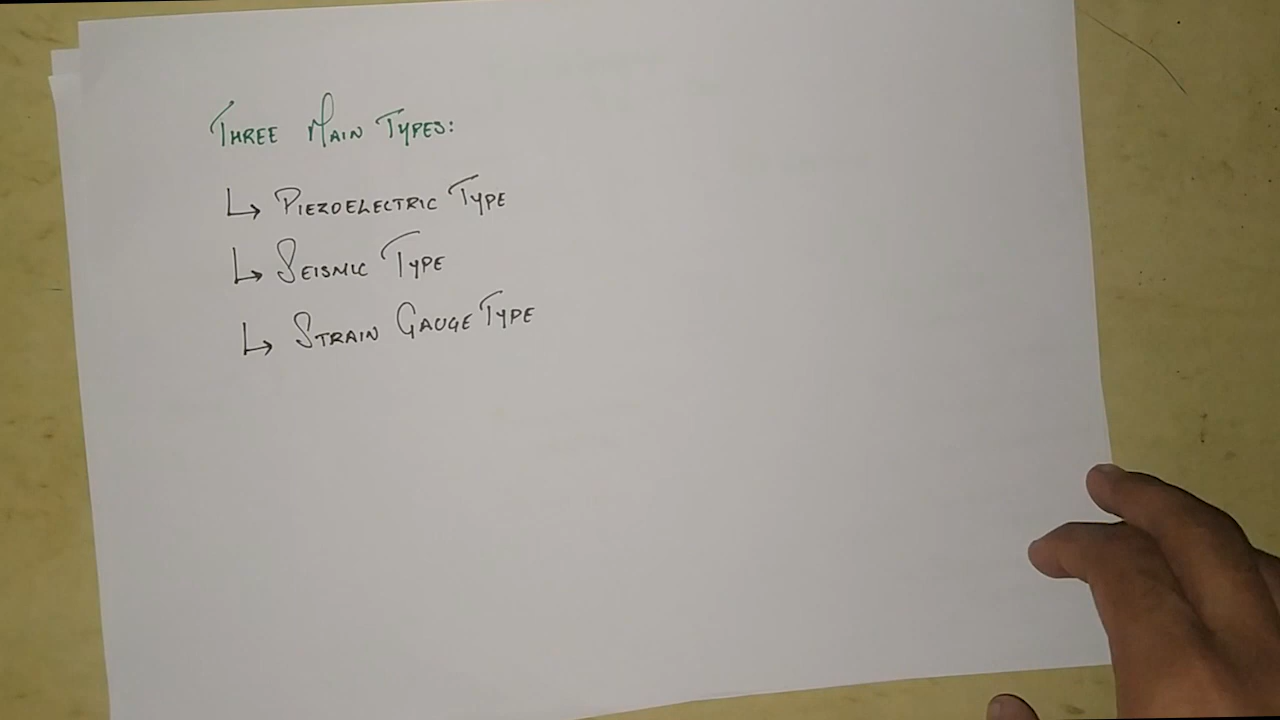 THREE MAIN TYPES:
↳ PIEZOELECTRIC TYPE
↳ SEISMIC TYPE
↳ STRAIN GAUGE TYPE